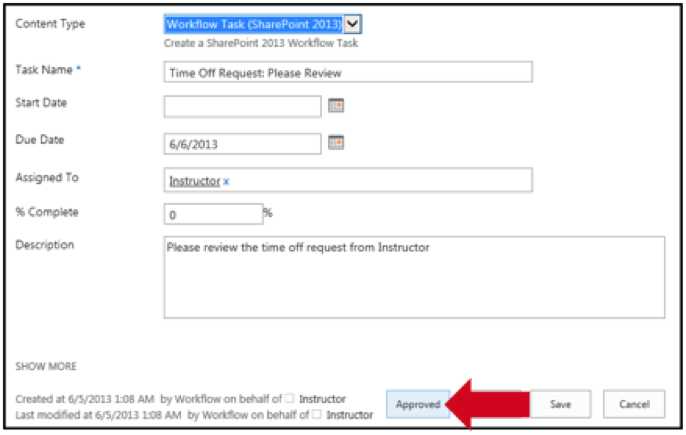 Content Type Workflow Task (SharePoint 2013)
Create a SharePoint 2013 Workflow Task
Task Name * Time Off Request: Please Review
Start Date
Due Date 6/6/2013
Assigned To Instructor x
% Complete 0 %
Description Please review the time off request from Instructor
SHOW MORE
Created at 6/5/2013 1:08 AM by Workflow on behalf of Instructor
Last modified at 6/5/2013 1:08 AM by Workflow on behalf of Instructor
Approved Save Cancel